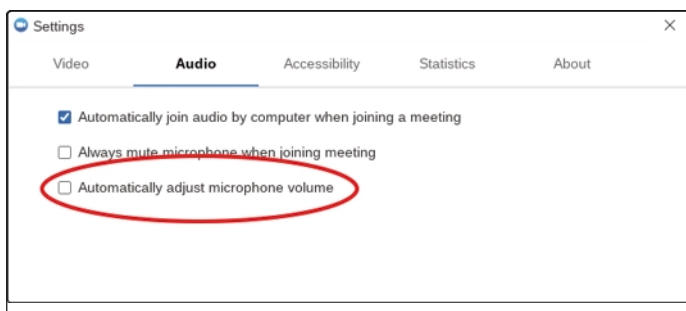 Settings
Video Audio Accessibility Statistics About
Automatically join audio by computer when joining a meeting
Always mute microphone when joining meeting
Automatically adjust microphone volume